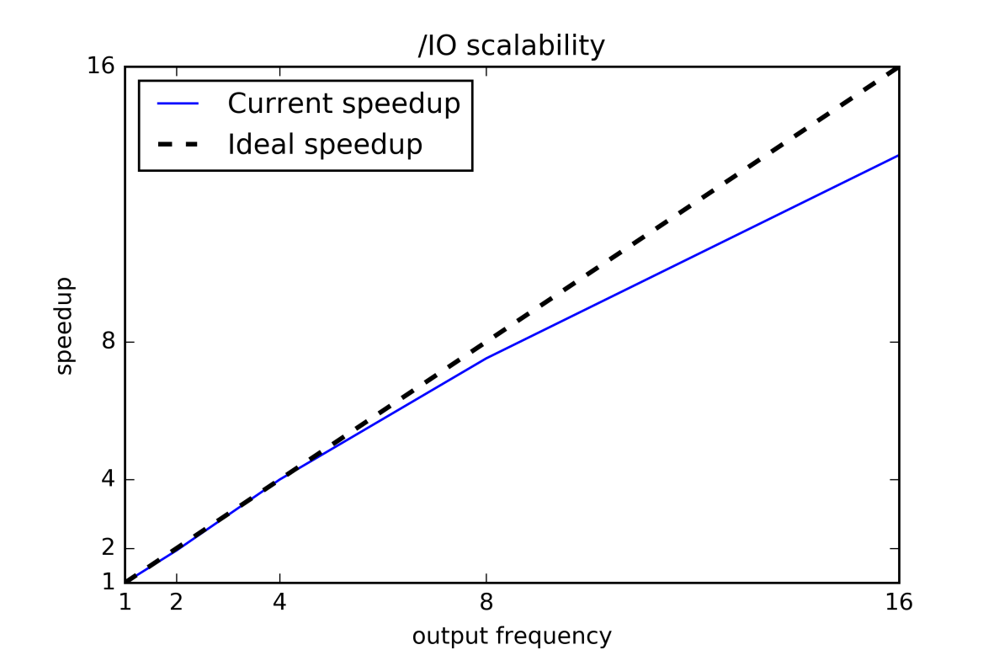 /IO scalability
16
Current speedup
Ideal speedup
speedup
8
4
2
1
1 2 4 8 16
output frequency